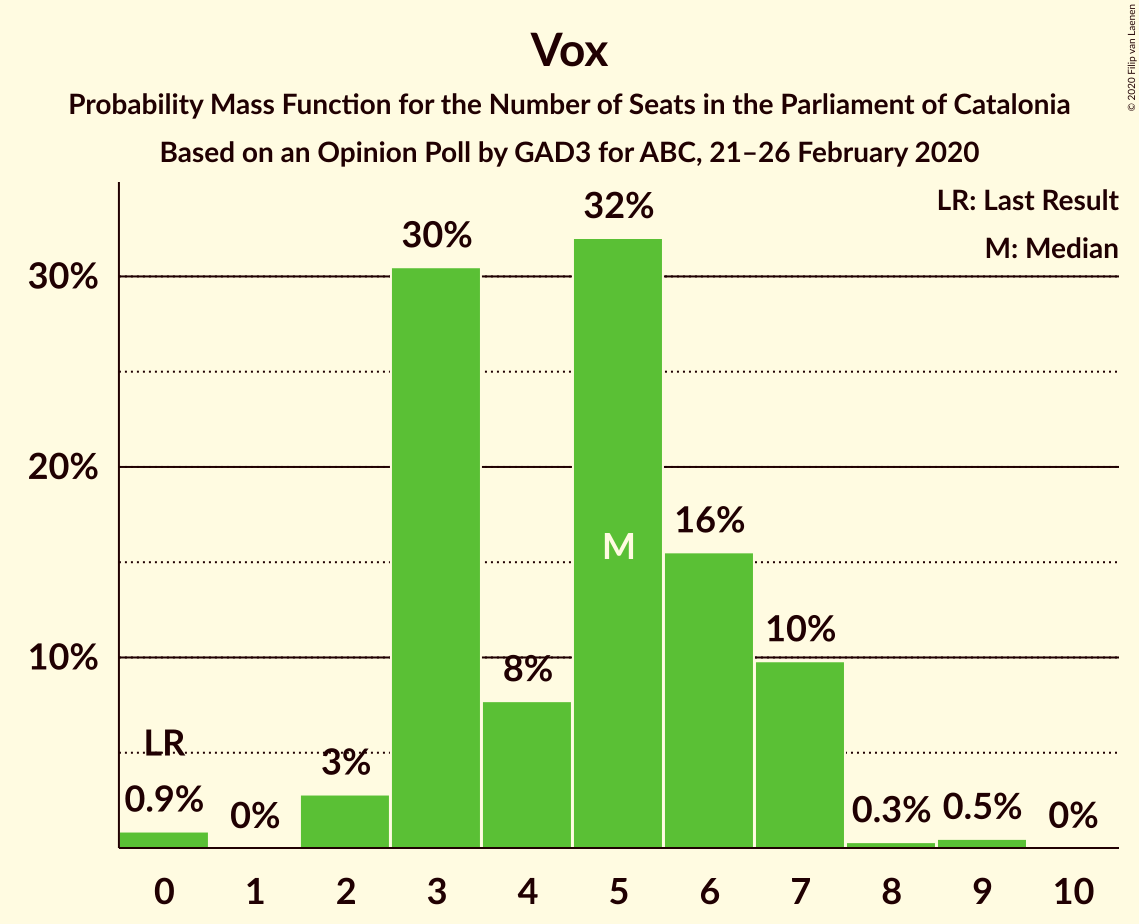 Vox
Probability Mass Function for the Number of Seats in the Parliament of Catalonia
Based on an Opinion Poll by GAD3 for ABC, 21–26 February 2020
© 2020 Filip van Laenen
LR: Last Result
M: Median
30%
20%
10%
LR
0.9%
0%
3%
30%
8%
32%
M
16%
10%
0.3%
0.5%
0%
0 1 2 3 4 5 6 7 8 9 10